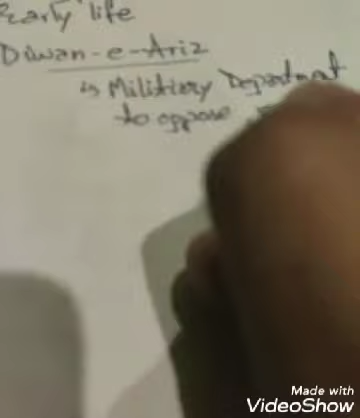 Early life
Diwan-e-Ariz
is Military Department
to oppose
Made with
VideoShow